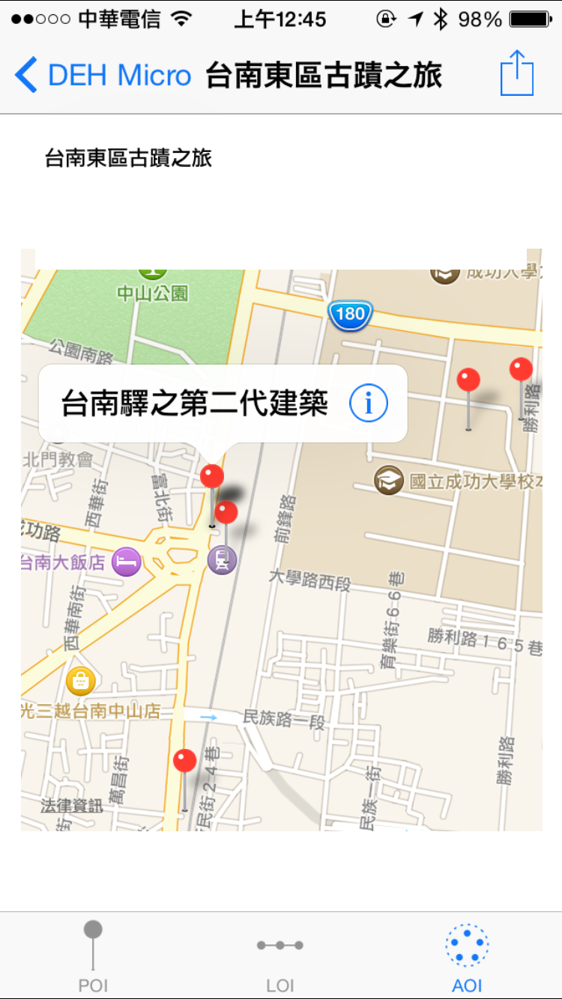 中華電信 上午12:45 98%
DEH Micro 台南東區古蹟之旅
台南東區古蹟之旅
成功大學
中山公園
180
公園南路
勝利路
台南驛之第二代建築
北門教會
國立成功大學校本
富北街
西華街
前鋒路
成功路
台南大飯店
大學路西段
育樂街66巷
西華南街
勝利路165巷
光三越台南中山店
民族路一段
勝利路
萬昌街
民街24巷
民族一街
法律資訊
街
POI LOI AOI